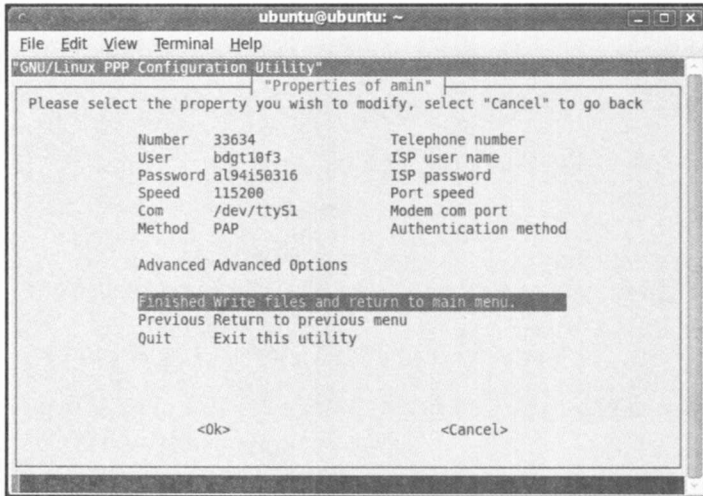 ubuntu@ubuntu: ~
File Edit View Terminal Help
"GNU/Linux PPP Configuration Utility"
"Properties of amin"
Please select the property you wish to modify, select "Cancel" to go back
Number 33634 Telephone number
User bdgt10f3 ISP user name
Password al94i50316 ISP password
Speed 115200 Port speed
Com /dev/ttyS1 Modem com port
Method PAP Authentication method
Advanced Advanced Options
Finished Write files and return to main menu.
Previous Return to previous menu
Quit Exit this utility
<Ok> <Cancel>